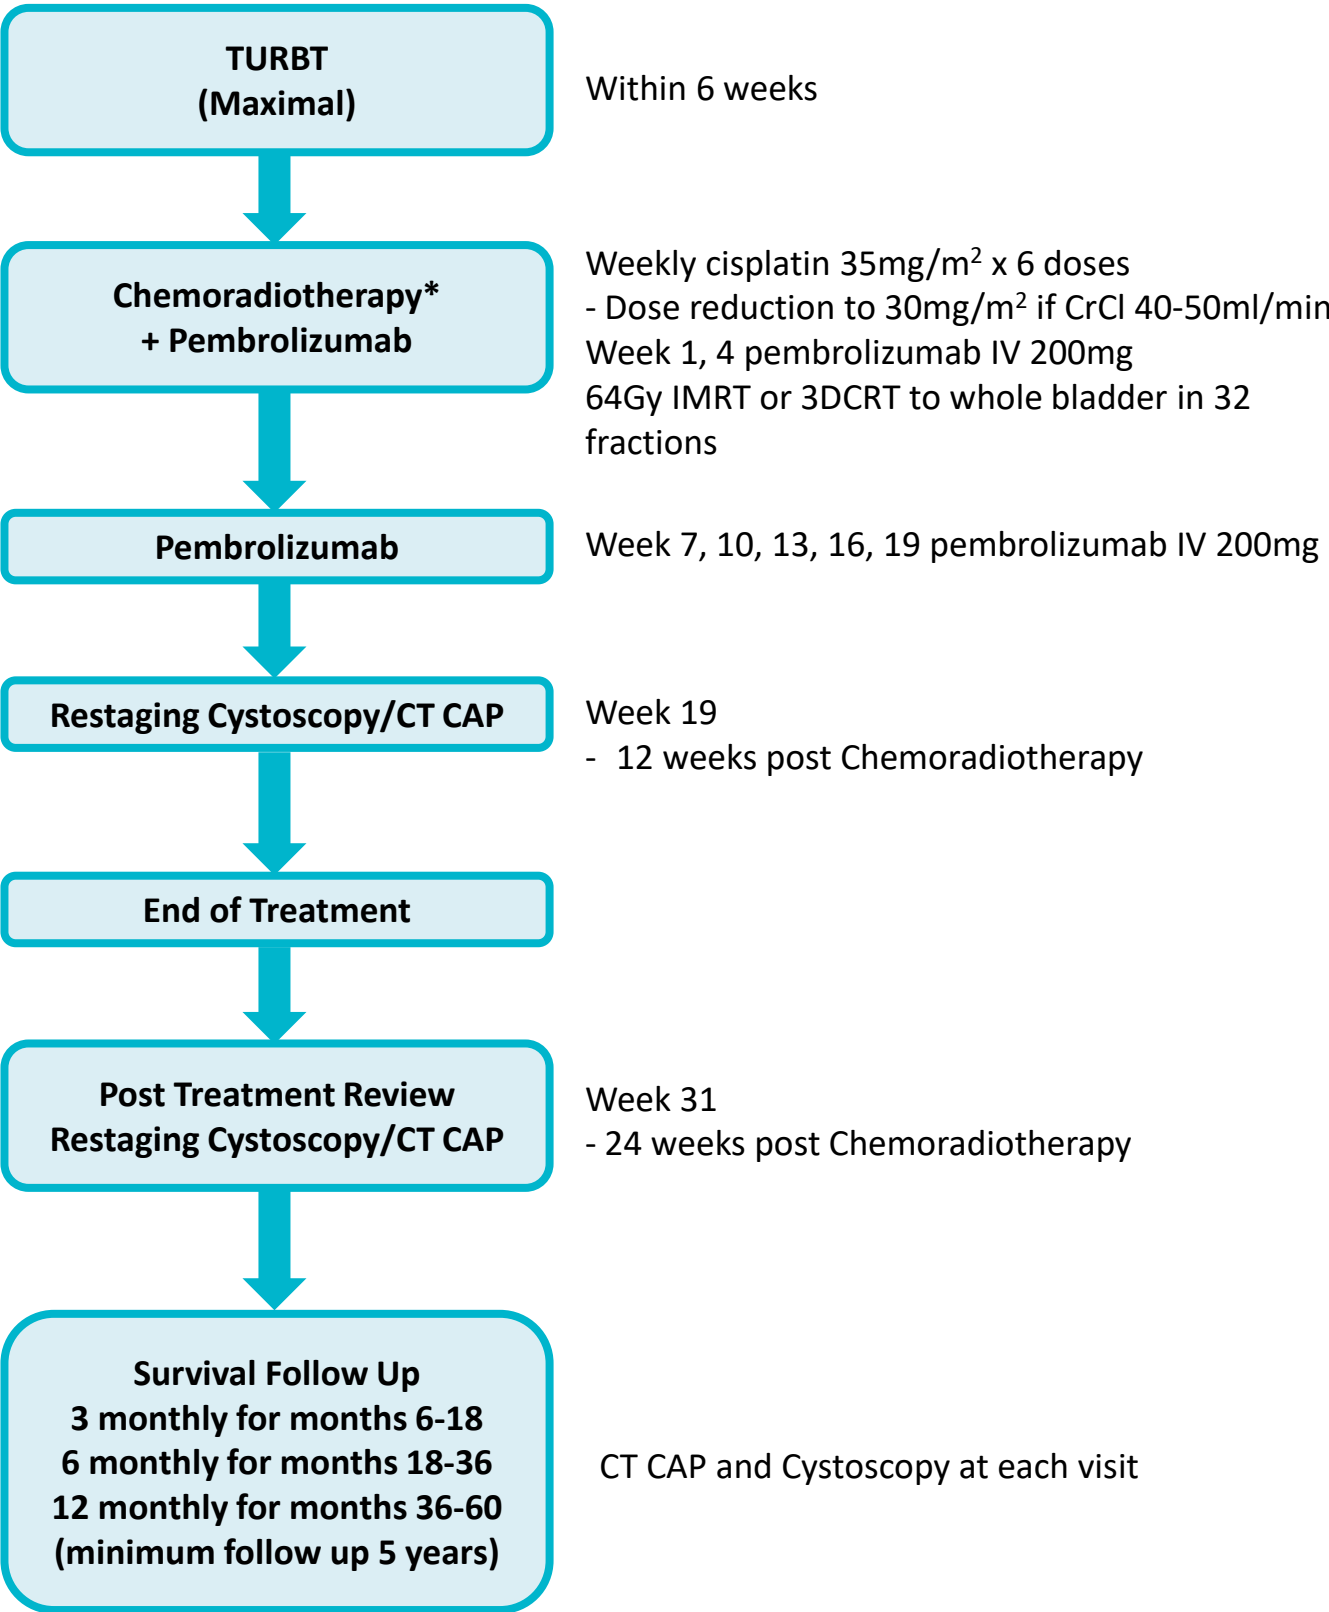 TURBT
(Maximal)
Within 6 weeks
Chemoradiotherapy*
+ Pembrolizumab
Weekly cisplatin 35mg/m² x 6 doses
- Dose reduction to 30mg/m² if CrCl 40-50ml/min
Week 1, 4 pembrolizumab IV 200mg
64Gy IMRT or 3DCRT to whole bladder in 32
fractions
Pembrolizumab
Week 7, 10, 13, 16, 19 pembrolizumab IV 200mg
Restaging Cystoscopy/CT CAP
Week 19
- 12 weeks post Chemoradiotherapy
End of Treatment
Post Treatment Review
Restaging Cystoscopy/CT CAP
Week 31
- 24 weeks post Chemoradiotherapy
Survival Follow Up
3 monthly for months 6-18
6 monthly for months 18-36
12 monthly for months 36-60
(minimum follow up 5 years)
CT CAP and Cystoscopy at each visit